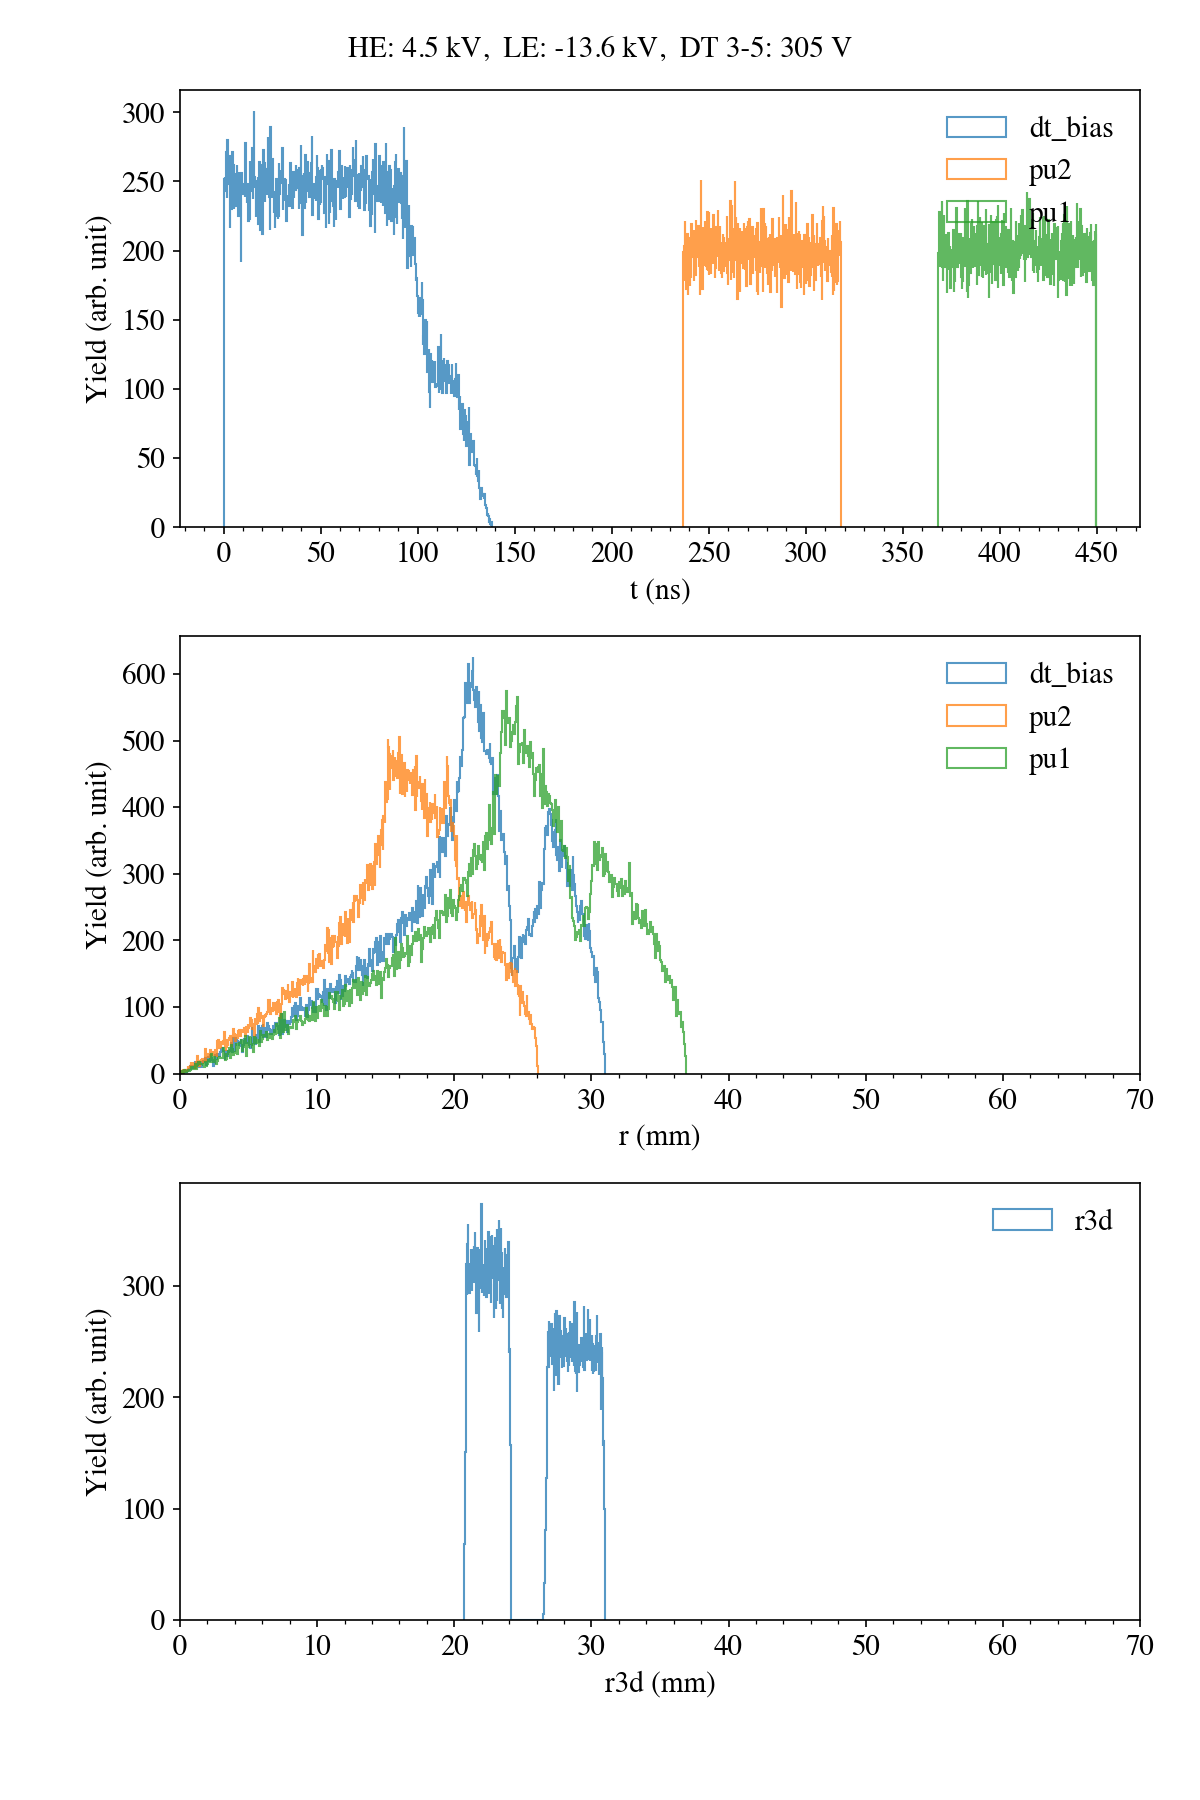 HE: 4.5 kV,  LE: -13.6 kV,  DT 3-5: 305 V
300
250
200
150
100
50
0
Yield (arb. unit)
dt_bias
pu2
pu1
0 50 100 150 200 250 300 350 400 450
t (ns)
600
500
400
300
200
100
0
Yield (arb. unit)
dt_bias
pu2
pu1
0 10 20 30 40 50 60 70
r (mm)
300
200
100
0
Yield (arb. unit)
r3d
0 10 20 30 40 50 60 70
r3d (mm)